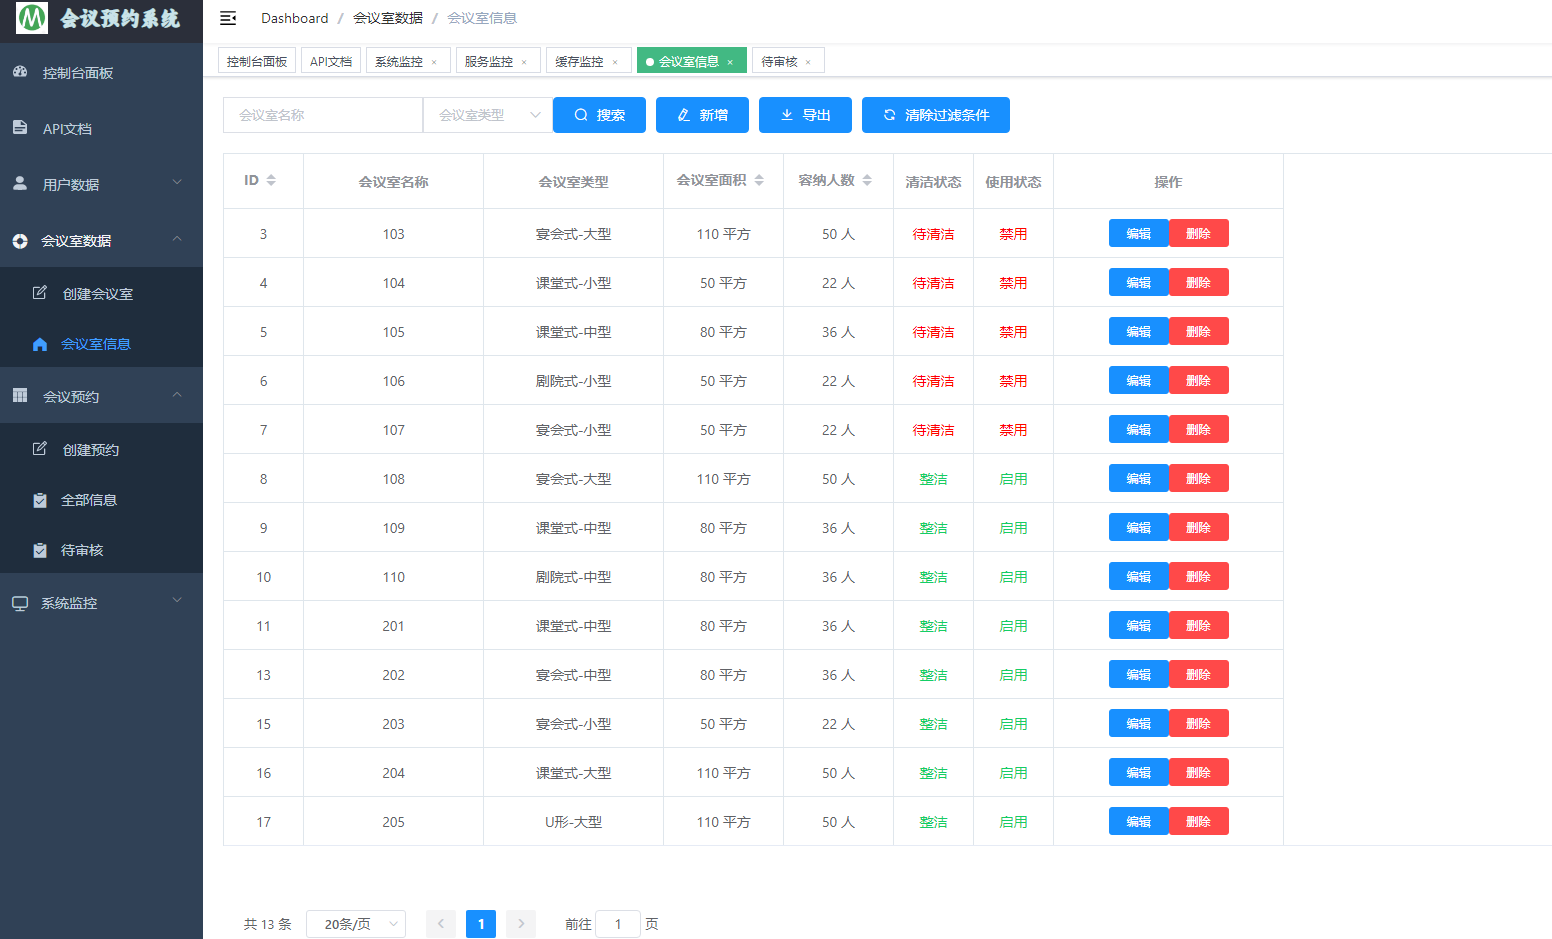 会议预约系统
控制台面板
API文档
用户数据
会议室数据
创建会议室
会议室信息
会议预约
创建预约
全部信息
待审核
系统监控
Dashboard / 会议室数据 / 会议室信息
控制台面板 API文档 系统监控 × 服务监控 × 缓存监控 × 会议室信息 × 待审核 ×
会议室名称 会议室类型 搜索 新增 导出 清除过滤条件
ID 会议室名称 会议室类型 会议室面积 容纳人数 清洁状态 使用状态 操作
3 103 宴会式-大型 110 平方 50 人 待清洁 禁用 编辑 删除
4 104 课堂式-小型 50 平方 22 人 待清洁 禁用 编辑 删除
5 105 课堂式-中型 80 平方 36 人 待清洁 禁用 编辑 删除
6 106 剧院式-小型 50 平方 22 人 待清洁 禁用 编辑 删除
7 107 宴会式-小型 50 平方 22 人 待清洁 禁用 编辑 删除
8 108 宴会式-大型 110 平方 50 人 整洁 启用 编辑 删除
9 109 课堂式-中型 80 平方 36 人 整洁 启用 编辑 删除
10 110 剧院式-中型 80 平方 36 人 整洁 启用 编辑 删除
11 201 课堂式-中型 80 平方 36 人 整洁 启用 编辑 删除
13 202 宴会式-中型 80 平方 36 人 整洁 启用 编辑 删除
15 203 宴会式-小型 50 平方 22 人 整洁 启用 编辑 删除
16 204 课堂式-大型 110 平方 50 人 整洁 启用 编辑 删除
17 205 U形-大型 110 平方 50 人 整洁 启用 编辑 删除
共 13 条 20条/页 1 前往 1 页